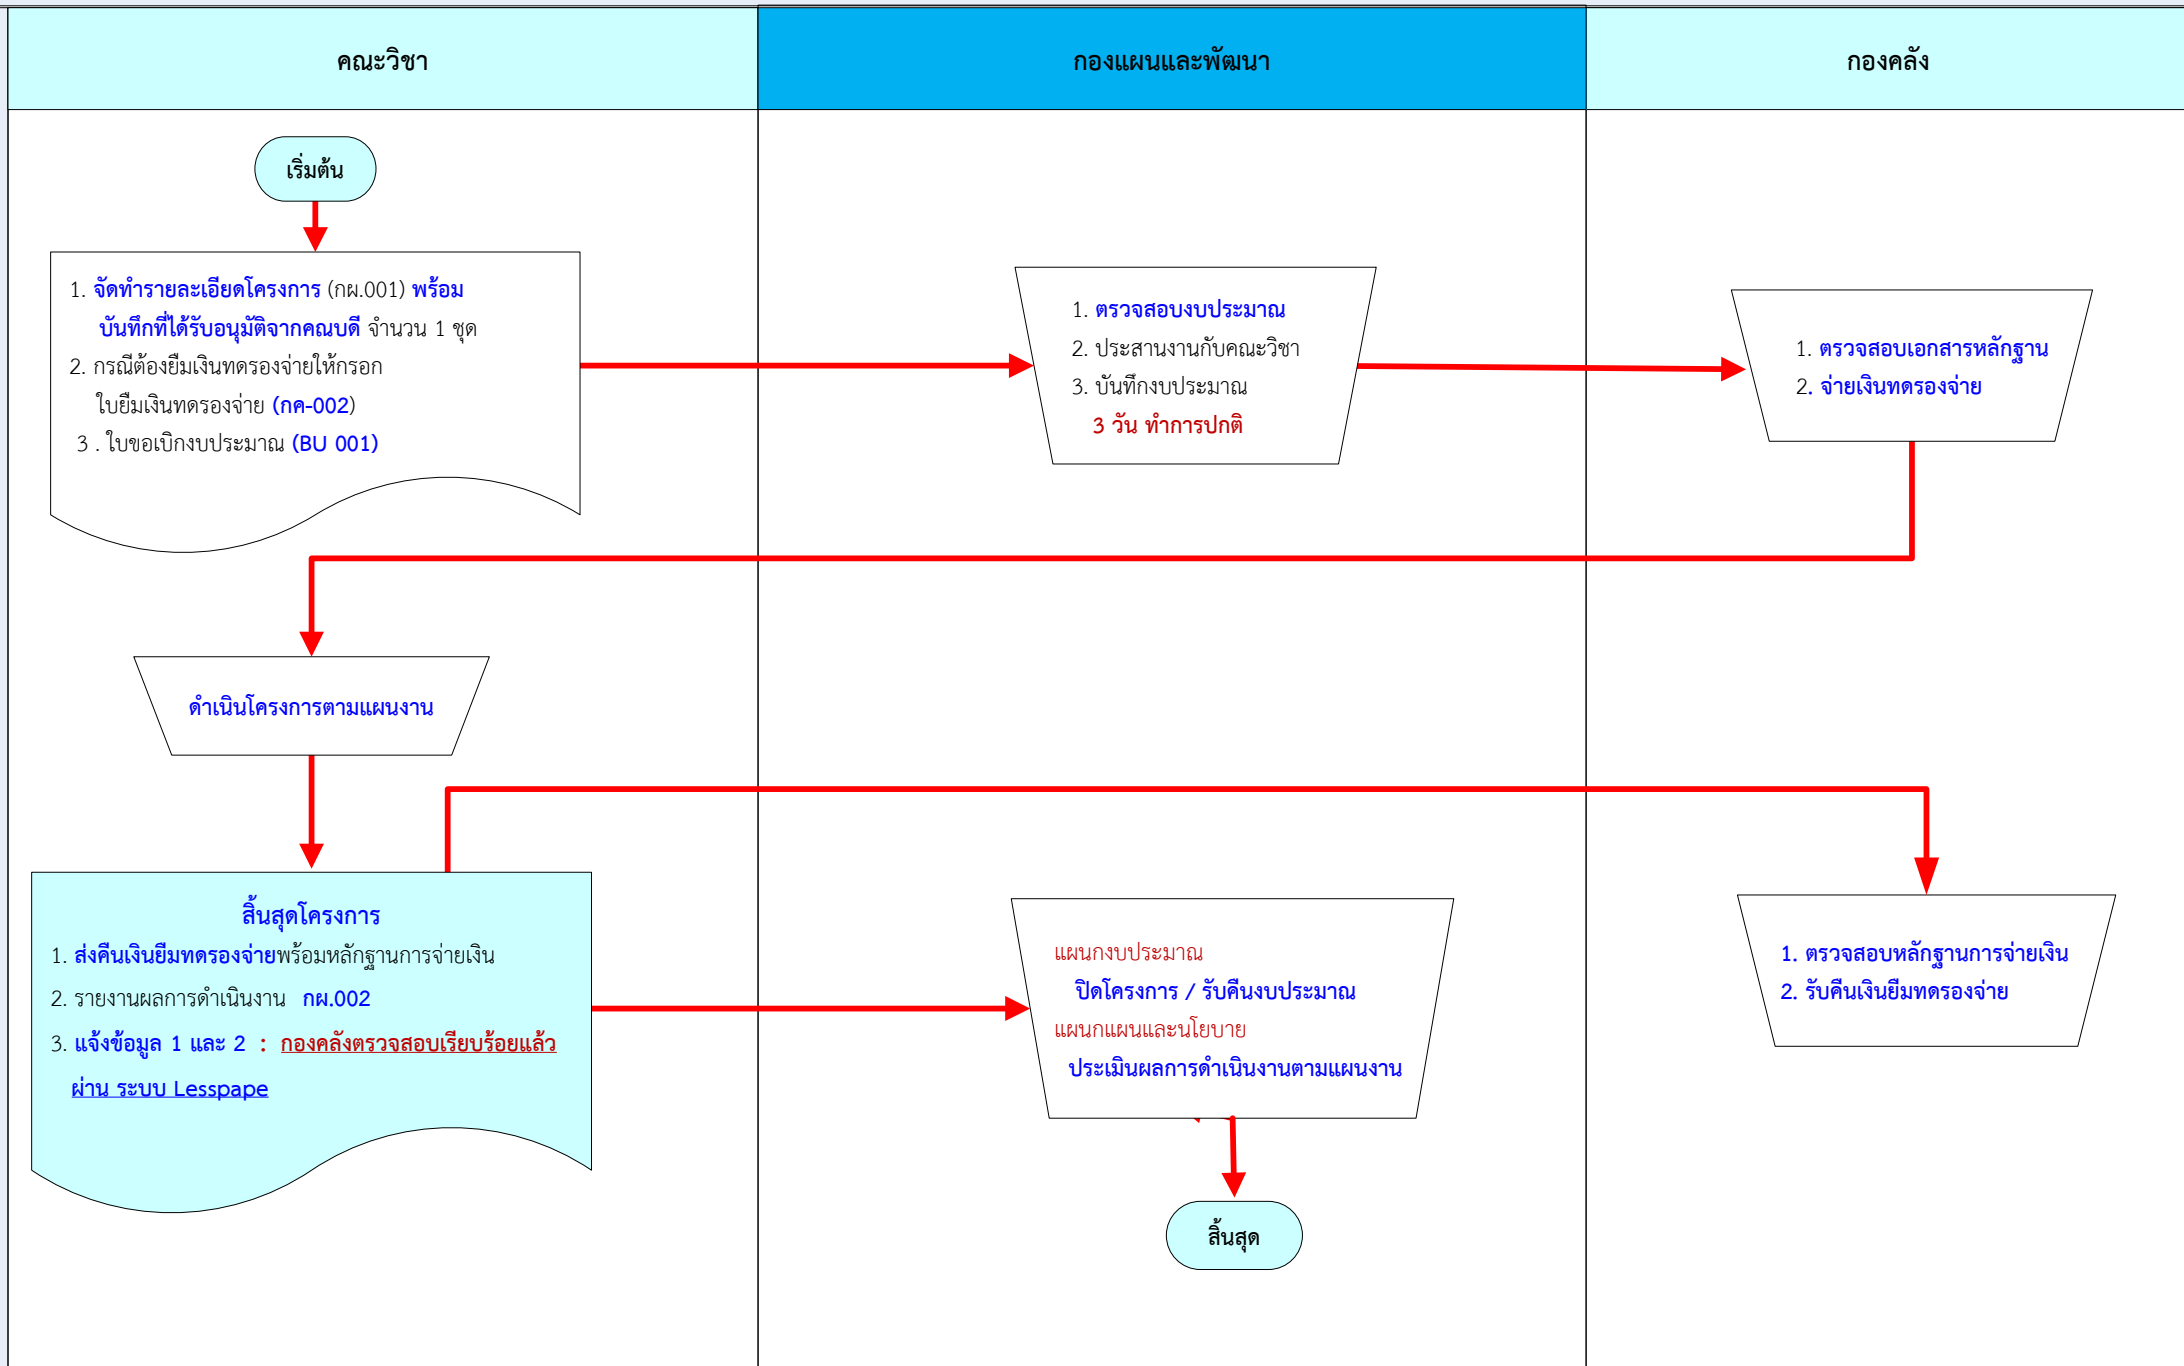 คณะวิชา
กองแผนและพัฒนา
กองคลัง
เริ่มต้น
1. จัดทำรายละเอียดโครงการ (กผ.001) พร้อม
บันทึกที่ได้รับอนุมัติจากคณบดี จำนวน 1 ชุด
2. กรณีต้องยืมเงินทดรองจ่ายให้กรอก
ใบยืมเงินทดรองจ่าย (กค-002)
3 . ใบขอเบิกงบประมาณ (BU 001)
1. ตรวจสอบงบประมาณ
2. ประสานงานกับคณะวิชา
3. บันทึกงบประมาณ
3 วัน ทำการปกติ
1. ตรวจสอบเอกสารหลักฐาน
2. จ่ายเงินทดรองจ่าย
ดำเนินโครงการตามแผนงาน
สิ้นสุดโครงการ
1. ส่งคืนเงินยืมทดรองจ่ายพร้อมหลักฐานการจ่ายเงิน
2. รายงานผลการดำเนินงาน กผ.002
3. แจ้งข้อมูล 1 และ 2 : กองคลังตรวจสอบเรียบร้อยแล้ว
ผ่าน ระบบ Lesspape
แผนกงบประมาณ
ปิดโครงการ / รับคืนงบประมาณ
แผนกแผนและนโยบาย
ประเมินผลการดำเนินงานตามแผนงาน
1. ตรวจสอบหลักฐานการจ่ายเงิน
2. รับคืนเงินยืมทดรองจ่าย
สิ้นสุด